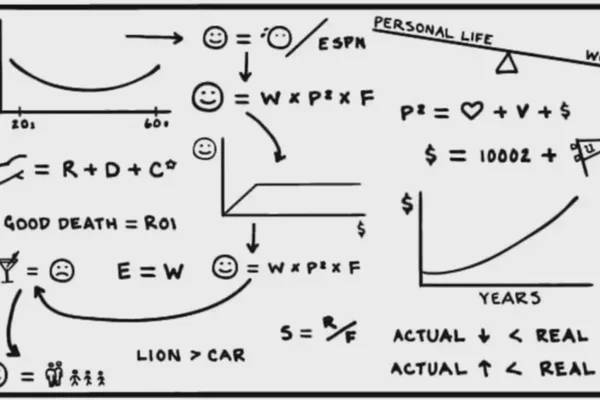 20s 60s
= ESPN
PERSONAL LIFE
= W x P² x F
P² = ♡ + V + $
= R + D + C☆
$ = 10002 +
$
GOOD DEATH = ROI
$
E = W
= W x P² x F
YEARS
S = R/F
ACTUAL ↓ < REAL
LION > CAR
ACTUAL ↑ < REAL
=